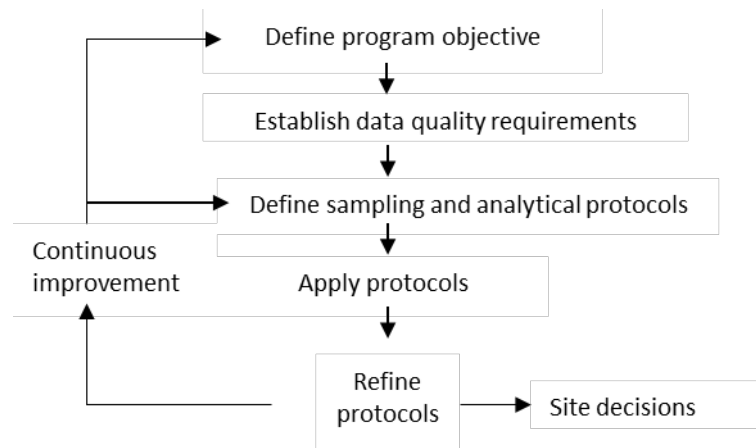 Define program objective
Establish data quality requirements
Define sampling and analytical protocols
Continuous
improvement
Apply protocols
Refine
protocols
Site decisions